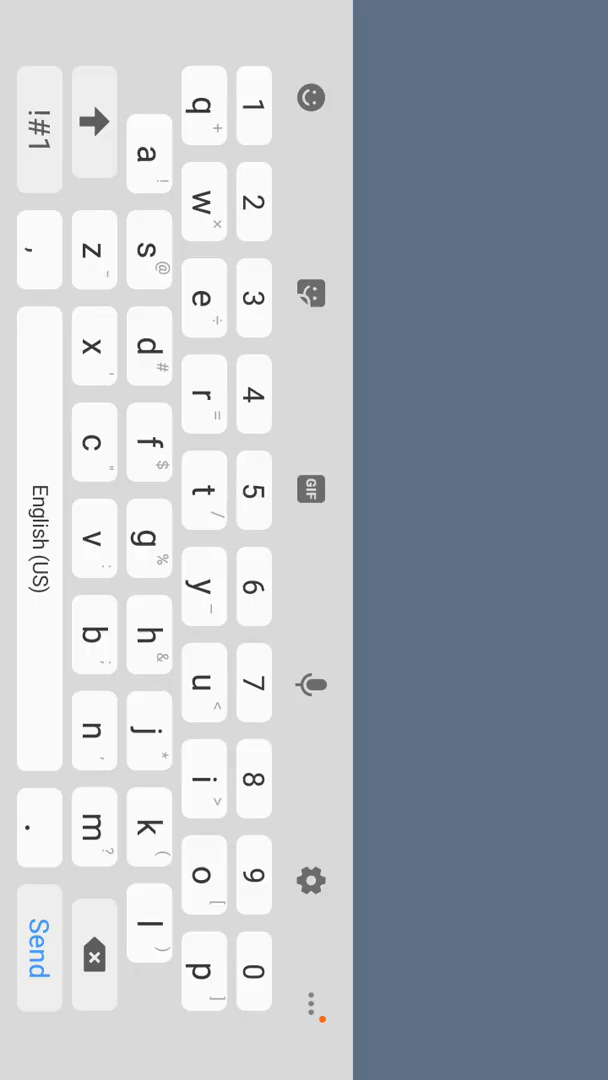 GIF
1 2 3 4 5 6 7 8 9 0
q + w × e ÷ r = t / y _ u < i > o [ p ]
a ! s @ d # f $ g % h & j * k ( l )
z - x ' c " v : b ; n , m ?
!#1 , English (US) . Send